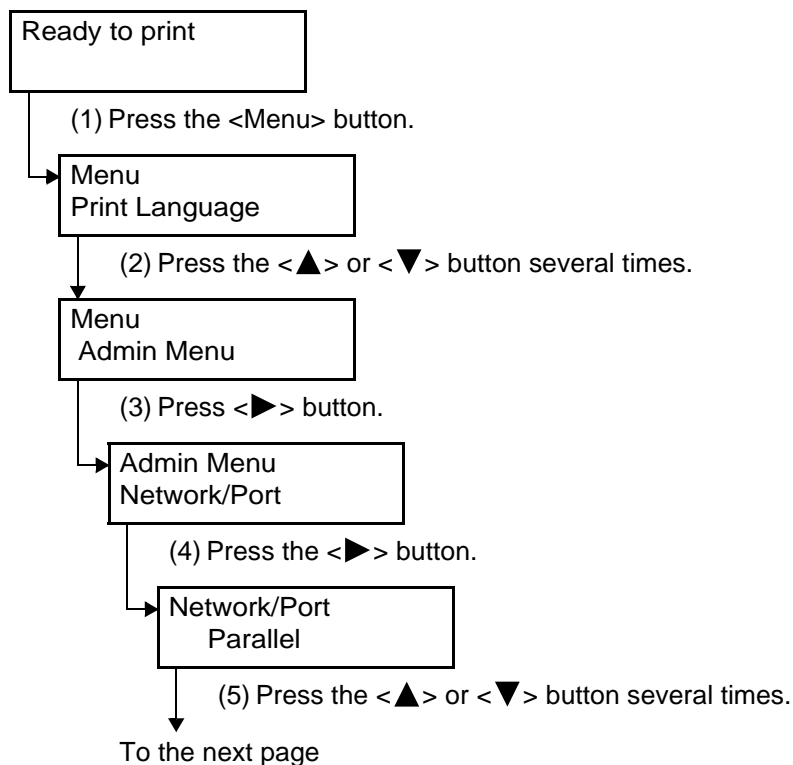 Ready to print
(1) Press the <Menu> button.
Menu
Print Language
(2) Press the <▲> or <▼> button several times.
Menu
Admin Menu
(3) Press <▶> button.
Admin Menu
Network/Port
(4) Press the <▶> button.
Network/Port
Parallel
(5) Press the <▲> or <▼> button several times.
To the next page